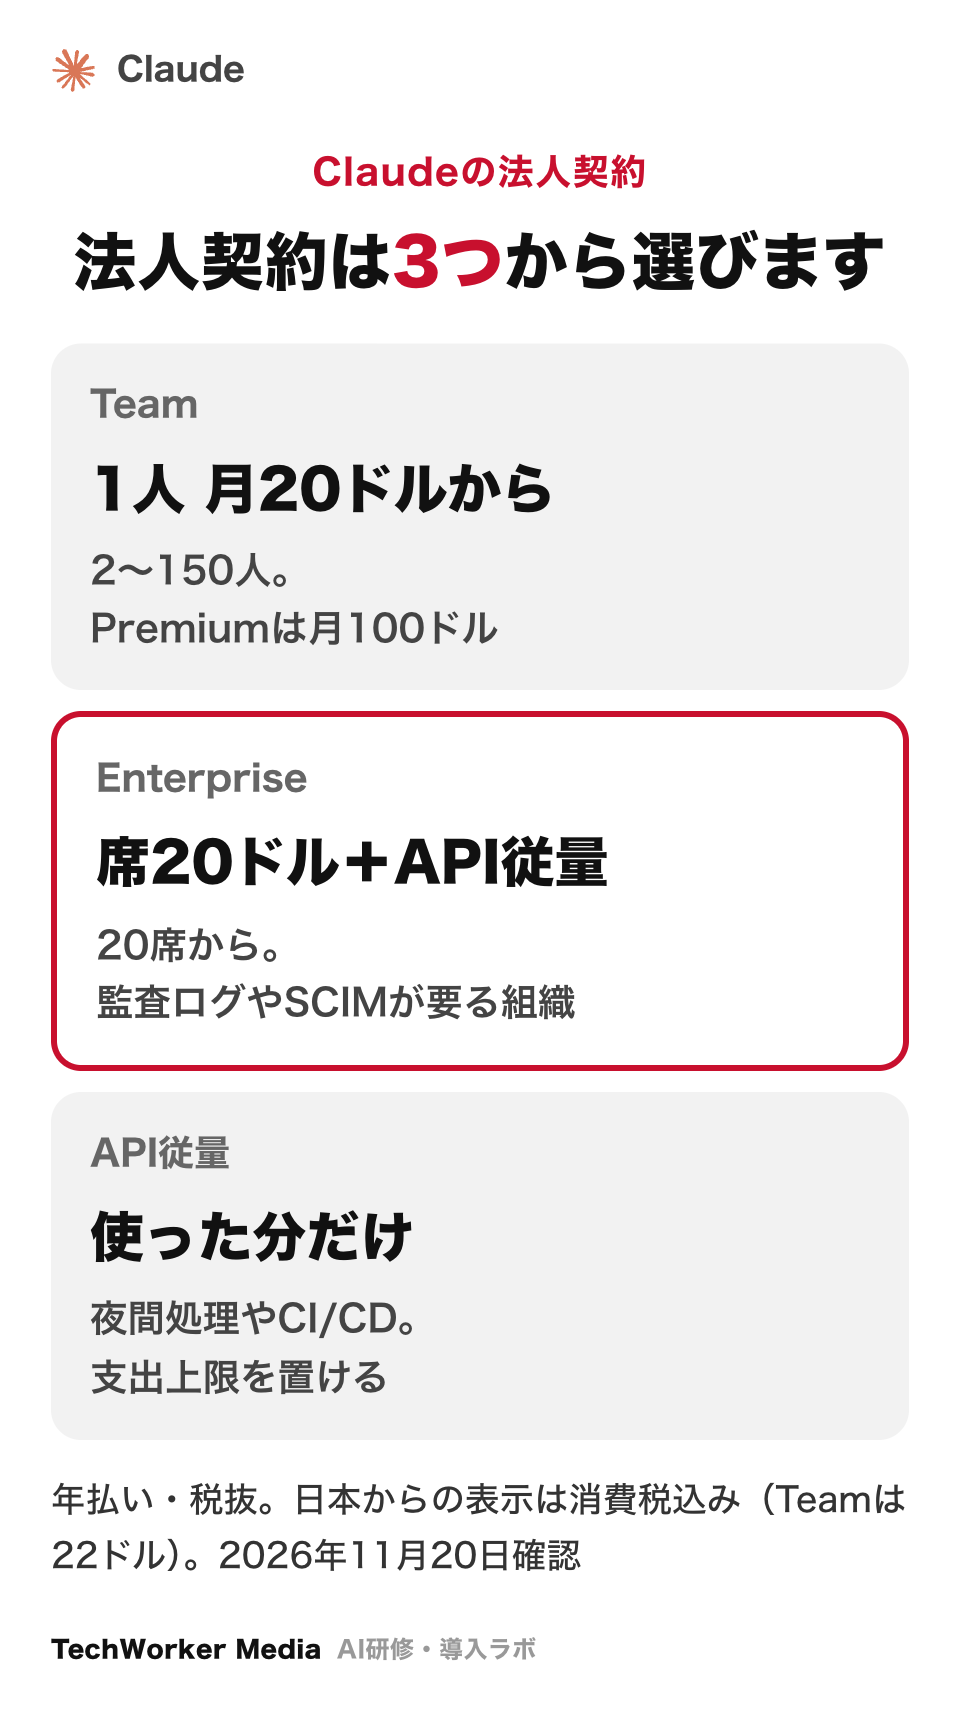 Claude
Claudeの法人契約
法人契約は3つから選びます
Team
1人 月20ドルから
2〜150人。
Premiumは月100ドル
Enterprise
席20ドル＋API従量
20席から。
監査ログやSCIMが要る組織
API従量
使った分だけ
夜間処理やCI/CD。
支出上限を置ける
年払い・税抜。日本からの表示は消費税込み（Teamは
22ドル）。2026年11月20日確認
TechWorker Media AI研修・導入ラボ